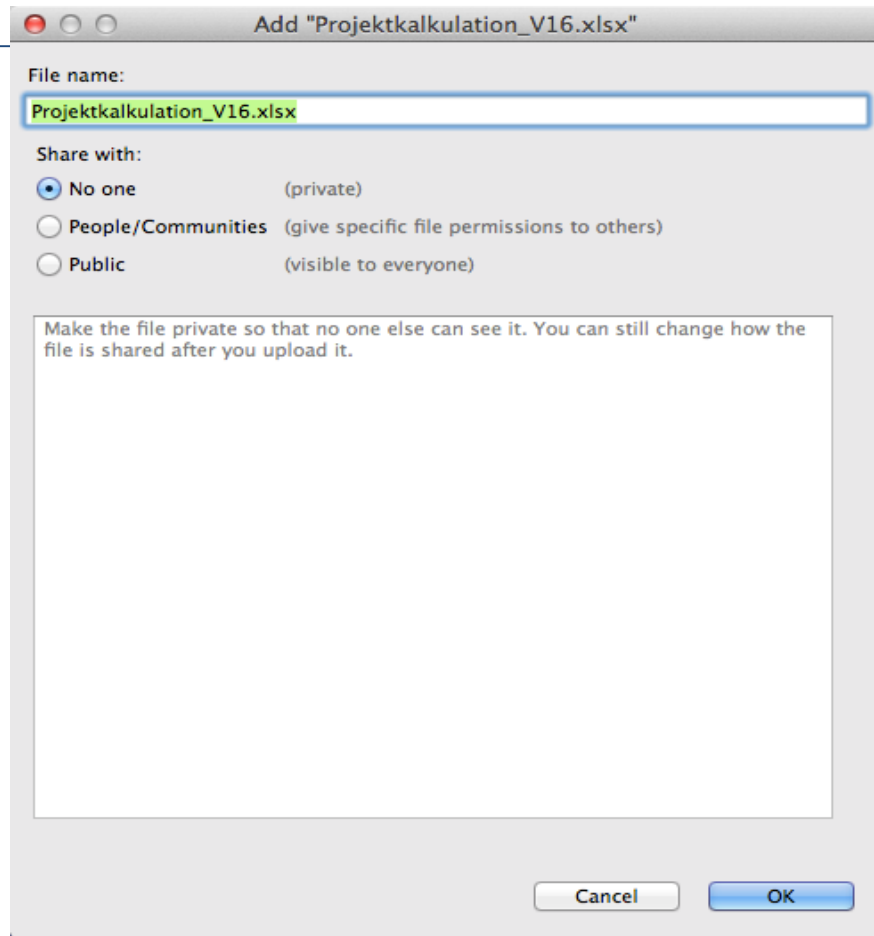 Add "Projektkalkulation_V16.xlsx"
File name:
Projektkalkulation_V16.xlsx
Share with:
No one (private)
People/Communities (give specific file permissions to others)
Public (visible to everyone)
Make the file private so that no one else can see it. You can still change how the
file is shared after you upload it.
Cancel OK